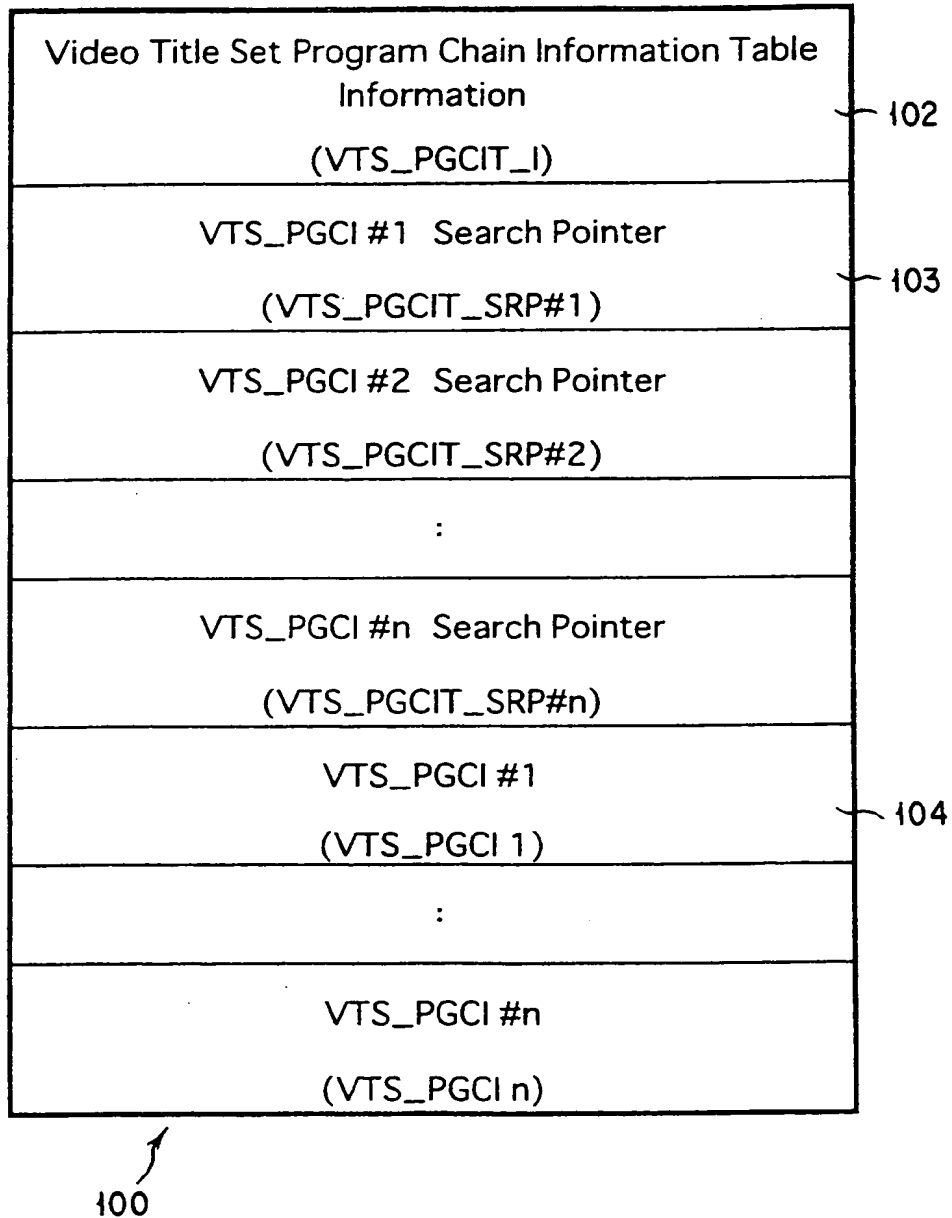 Video Title Set Program Chain Information Table
Information
(VTS_PGCIT_I)
102
VTS_PGCI #1 Search Pointer
(VTS_PGCIT_SRP#1)
103
VTS_PGCI #2 Search Pointer
(VTS_PGCIT_SRP#2)
:
VTS_PGCI #n Search Pointer
(VTS_PGCIT_SRP#n)
VTS_PGCI #1
(VTS_PGCI 1)
104
:
VTS_PGCI #n
(VTS_PGCI n)
100